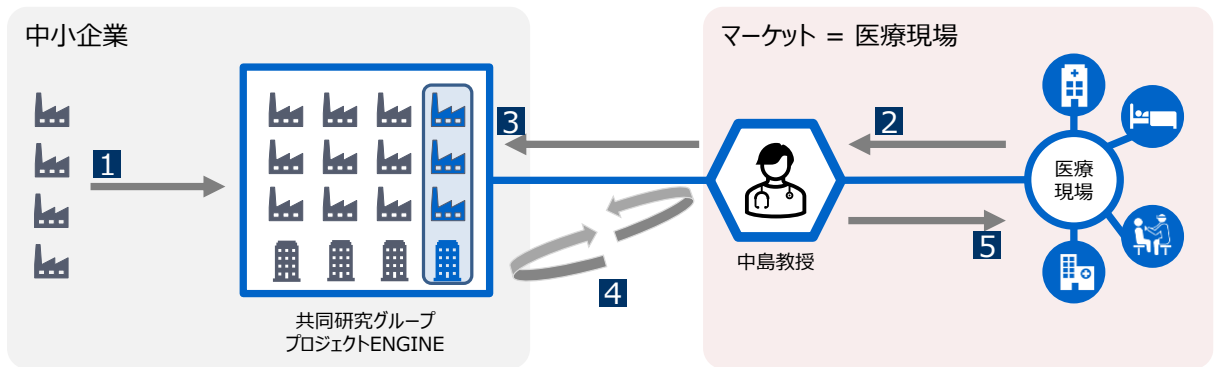 中小企業
マーケット = 医療現場
1
3
2
医療
現場
中島教授
5
4
共同研究グループ
プロジェクトENGINE